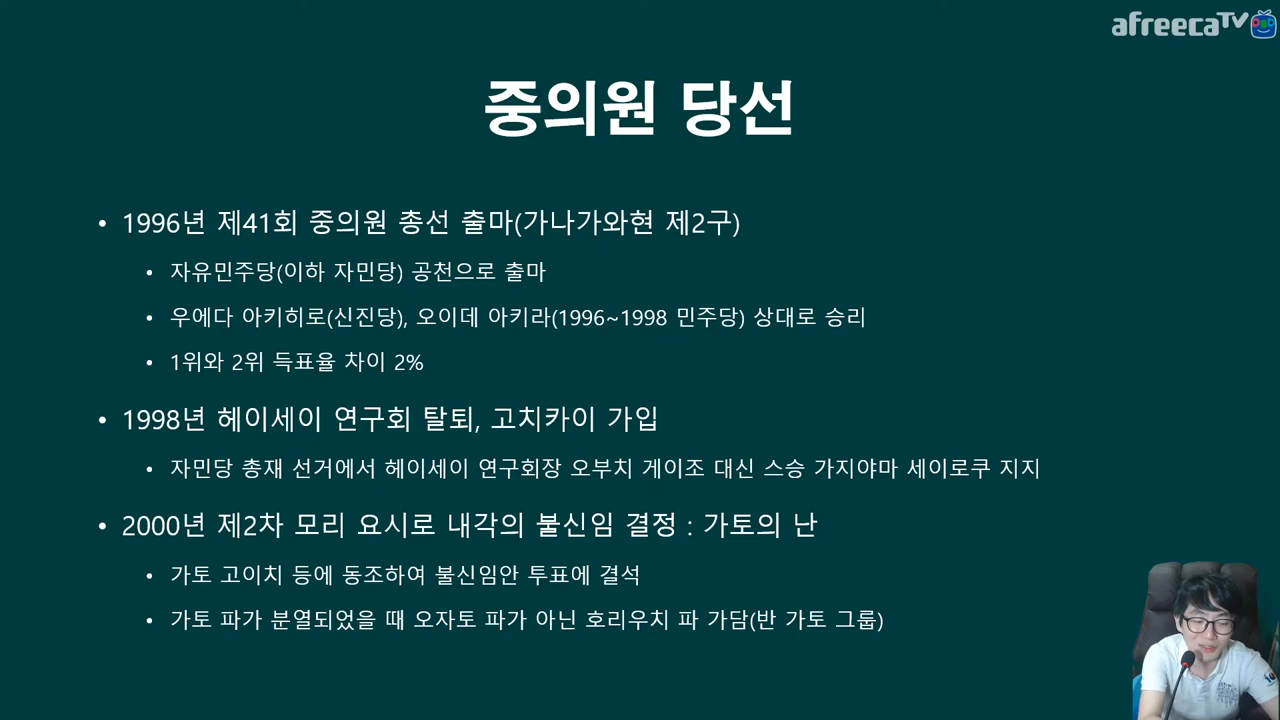 afreecaTV
중의원 당선
• 1996년 제41회 중의원 총선 출마(가나가와현 제2구)
• 자유민주당(이하 자민당) 공천으로 출마
• 우에다 아키히로(신진당), 오이데 아키라(1996~1998 민주당) 상대로 승리
• 1위와 2위 득표율 차이 2%
• 1998년 헤이세이 연구회 탈퇴, 고치카이 가입
• 자민당 총재 선거에서 헤이세이 연구회장 오부치 게이조 대신 스승 가지야마 세이로쿠 지지
• 2000년 제2차 모리 요시로 내각의 불신임 결정 : 가토의 난
• 가토 고이치 등에 동조하여 불신임안 투표에 결석
• 가토 파가 분열되었을 때 오자토 파가 아닌 호리우치 파 가담(반 가토 그룹)